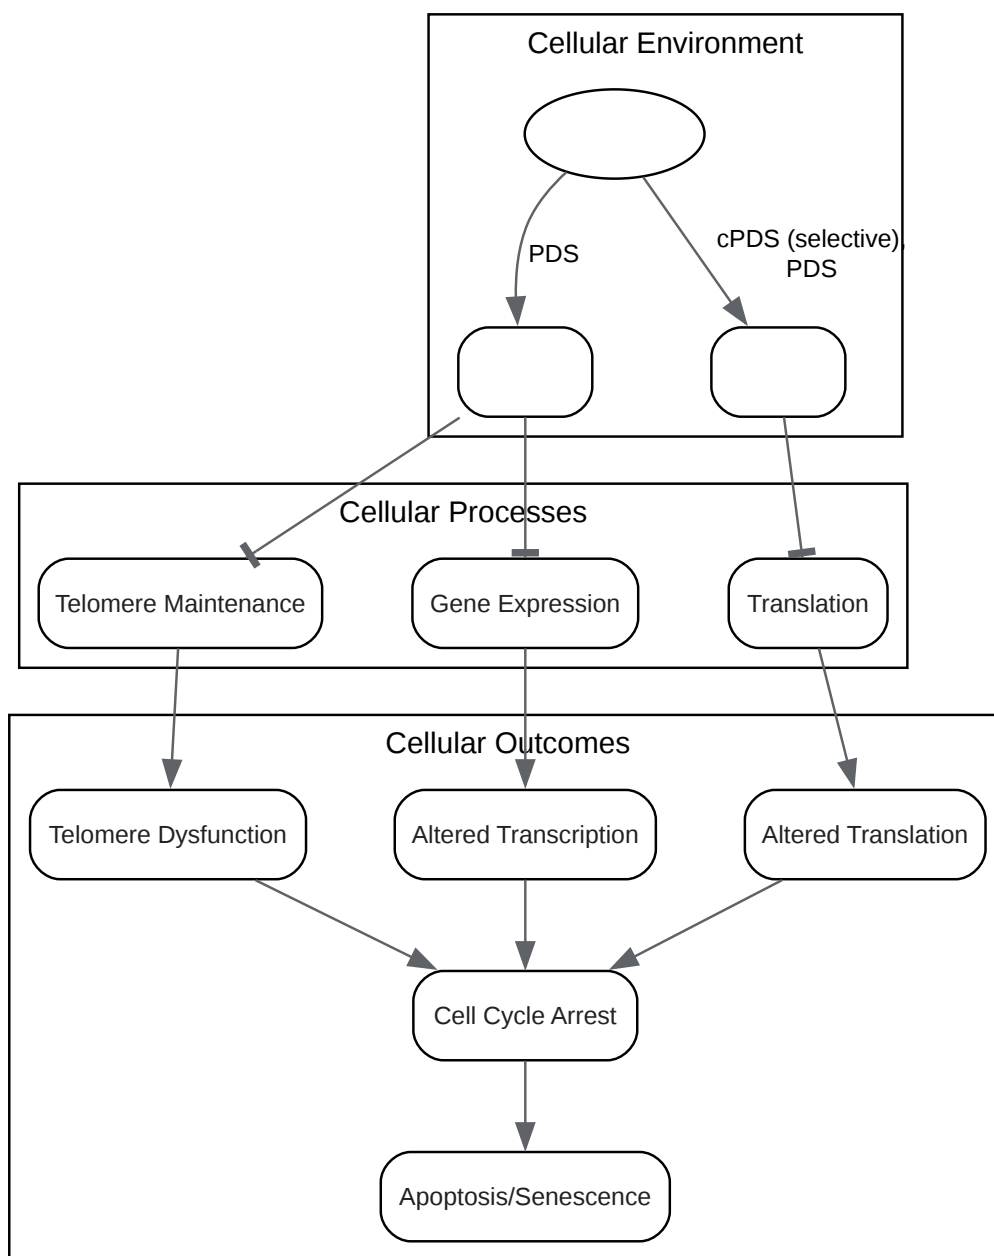 Cellular Environment
PDS
cPDS (selective),
PDS
Cellular Processes
Telomere Maintenance
Gene Expression
Translation
Cellular Outcomes
Telomere Dysfunction
Altered Transcription
Altered Translation
Cell Cycle Arrest
Apoptosis/Senescence